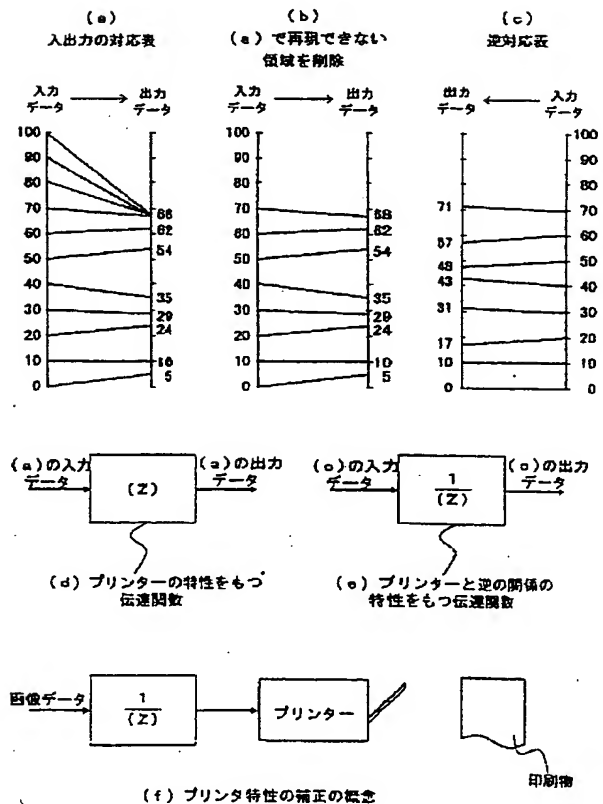 (a)
入出力の対応表
入力
データ
出力
データ
100
90
80
70
60
50
40
30
20
10
0
68
62
54
35
29
24
10
5
(b)
(a)で再現できない
領域を削除
入力
データ
出力
データ
100
90
80
70
60
50
40
30
20
10
0
68
62
54
35
29
24
10
5
(c)
逆対応表
出力
データ
入力
データ
71
57
48
43
31
17
10
0
100
90
80
70
60
50
40
30
20
10
0
(a)の入力
データ
(Z)
(a)の出力
データ
(d)プリンターの特性をもつ
伝達関数
(c)の入力
データ
1
(Z)
(c)の出力
データ
(e)プリンターと逆の関係の
特性をもつ伝達関数
画像データ
1
(Z)
プリンター
印刷物
(f)プリンタ特性の補正の概念